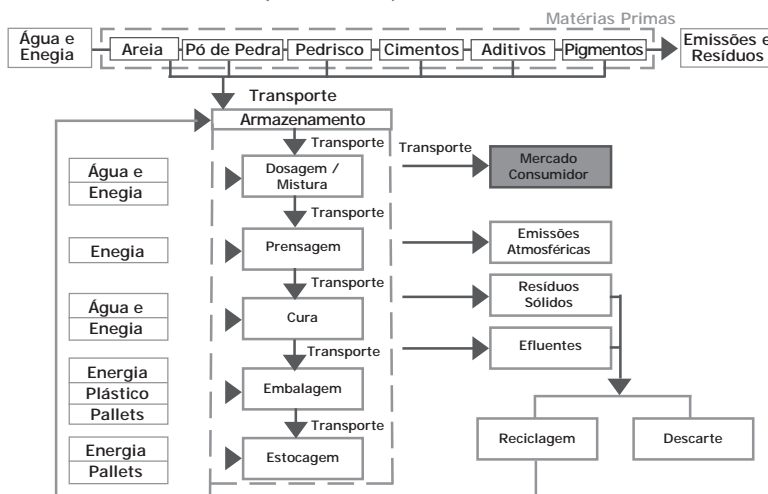 Matérias Primas
Água e
Enegia
Areia
Pó de Pedra
Pedrisco
Cimentos
Aditivos
Pigmentos
Emissões e
Resíduos
Transporte
Armazenamento
Transporte
Transporte
Mercado
Consumidor
Água e
Enegia
Dosagem /
Mistura
Transporte
Enegia
Prensagem
Emissões
Atmosféricas
Transporte
Resíduos
Sólidos
Água e
Enegia
Cura
Efluentes
Transporte
Energia
Plástico
Pallets
Embalagem
Transporte
Reciclagem
Descarte
Energia
Pallets
Estocagem